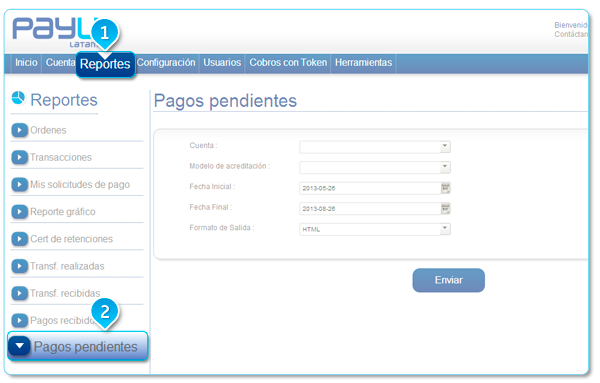 PAYU
LATAM
1
Bienvenid
Contáctan
Inicio Cuenta Reportes Configuración Usuarios Cobros con Token Herramientas
Reportes
Ordenes
Transacciones
Mis solicitudes de pago
Reporte gráfico
Cert de retenciones
Transf. realizadas
Transf. recibidas
Pagos recibido
2
Pagos pendientes
Pagos pendientes
Cuenta :
Modelo de acreditación :
Fecha Inicial : 2013-05-26
Fecha Final : 2013-08-26
Formato de Salida : HTML
Enviar